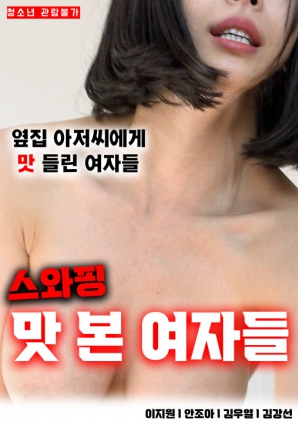 청소년 관람불가
옆집 아저씨에게
맛 들린 여자들
스와핑
맛 본 여자들
이지원 l 안조아 l 김우열 l 김강선